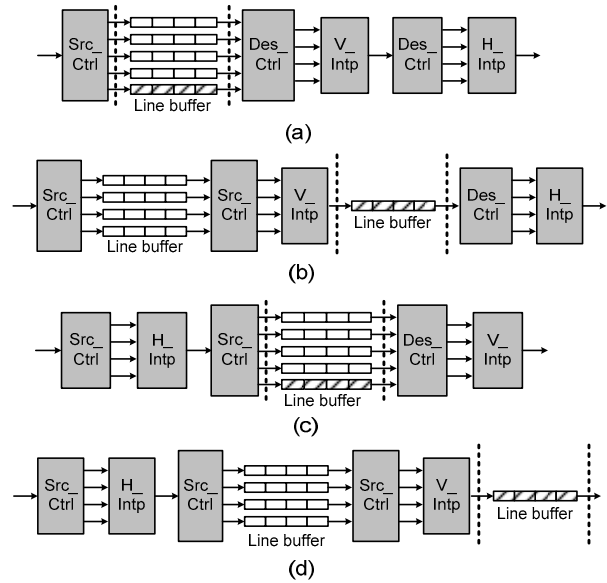 Src_
Ctrl
Line buffer
Des_
Ctrl
V_
Intp
Des_
Ctrl
H_
Intp
(a)
Src_
Ctrl
Line buffer
Src_
Ctrl
V_
Intp
Line buffer
Des_
Ctrl
H_
Intp
(b)
Src_
Ctrl
H_
Intp
Src_
Ctrl
Line buffer
Des_
Ctrl
V_
Intp
(c)
Src_
Ctrl
H_
Intp
Src_
Ctrl
Line buffer
Src_
Ctrl
V_
Intp
Line buffer
(d)